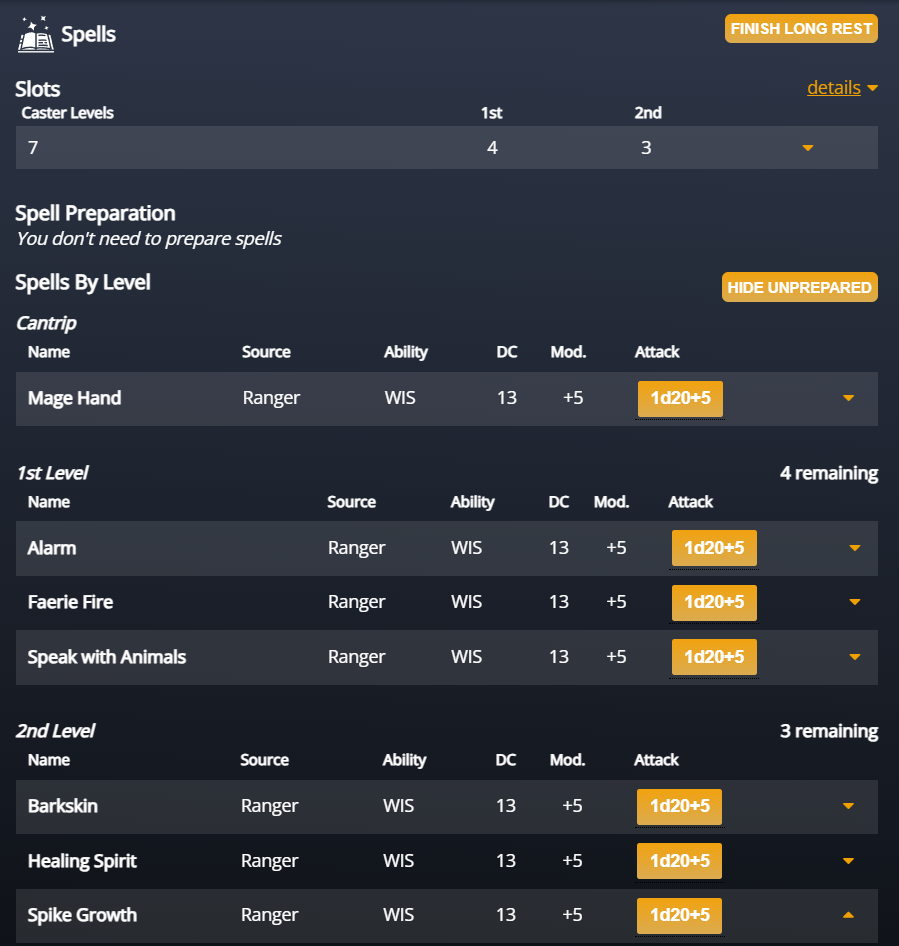 Spells
FINISH LONG REST
Slots
details
Caster Levels 1st 2nd
7 4 3
Spell Preparation
You don't need to prepare spells
Spells By Level
HIDE UNPREPARED
Cantrip
Name Source Ability DC Mod. Attack
Mage Hand Ranger WIS 13 +5 1d20+5
1st Level 4 remaining
Name Source Ability DC Mod. Attack
Alarm Ranger WIS 13 +5 1d20+5
Faerie Fire Ranger WIS 13 +5 1d20+5
Speak with Animals Ranger WIS 13 +5 1d20+5
2nd Level 3 remaining
Name Source Ability DC Mod. Attack
Barkskin Ranger WIS 13 +5 1d20+5
Healing Spirit Ranger WIS 13 +5 1d20+5
Spike Growth Ranger WIS 13 +5 1d20+5